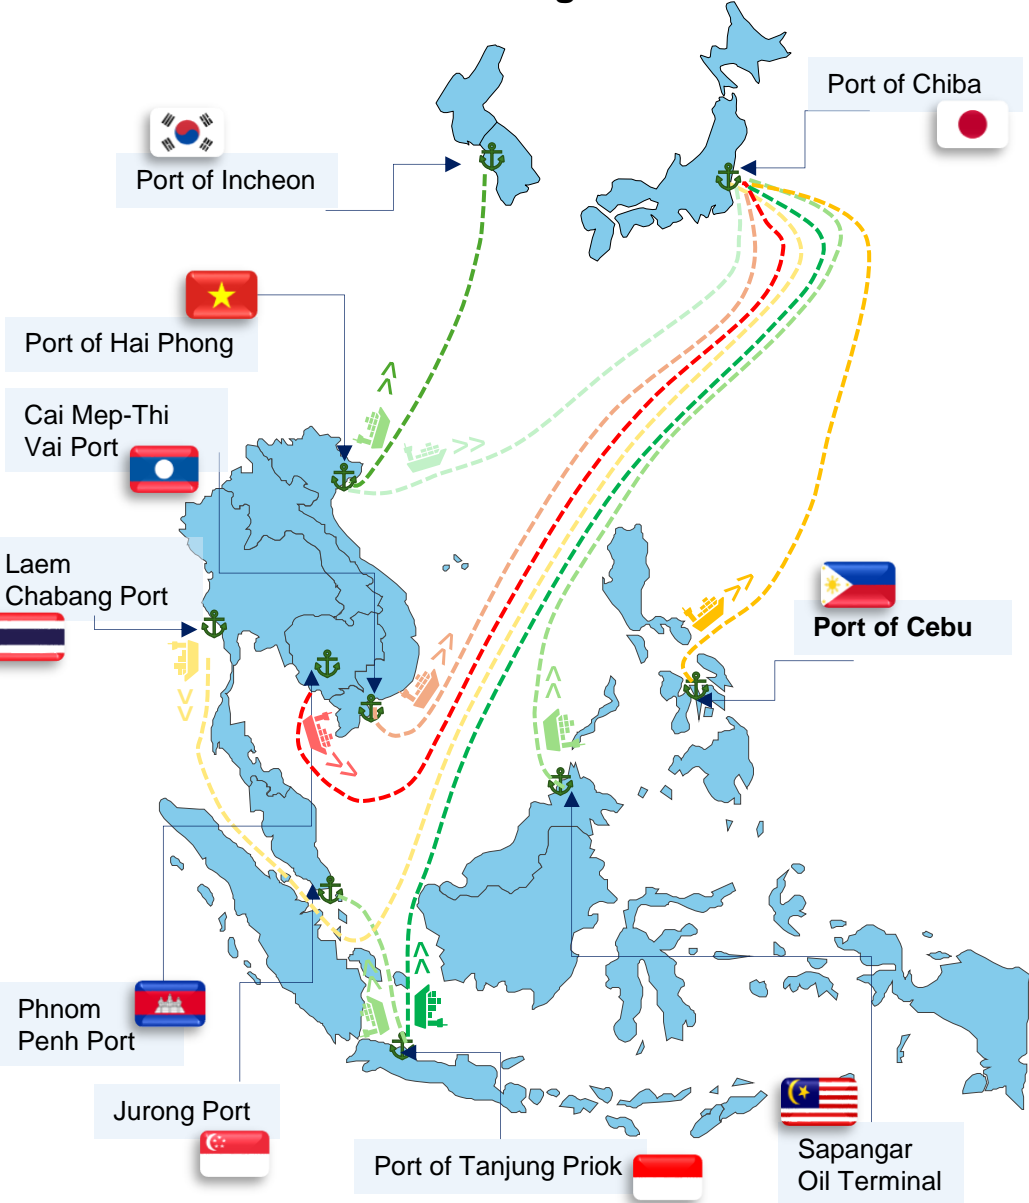 Port of Chiba
Port of Incheon
Port of Hai Phong
Cai Mep-Thi
Vai Port
Laem
Chabang Port
Port of Cebu
Phnom
Penh Port
Jurong Port
Port of Tanjung Priok
Sapangar
Oil Terminal